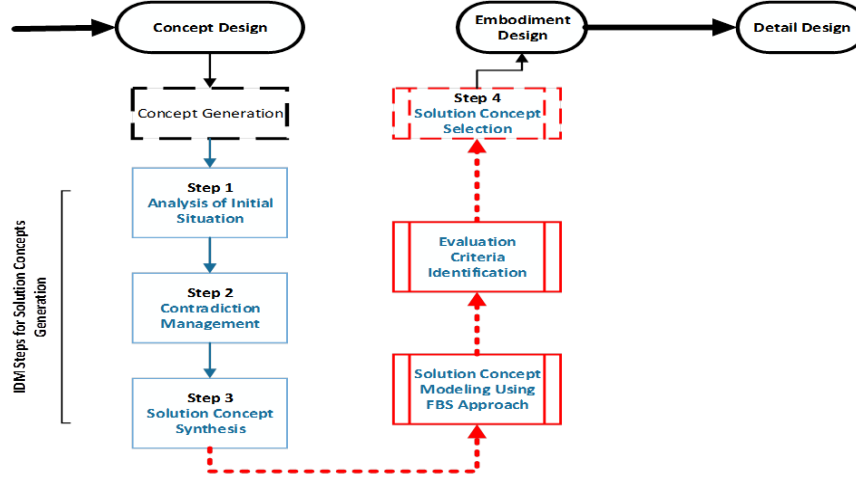 Concept Design
Embodiment
Design
Detail Design
Concept Generation
Step 1
Analysis of Initial
Situation
Step 2
Contradiction
Management
Step 3
Solution Concept
Synthesis
IDM Steps for Solution Concepts
Generation
Step 4
Solution Concept
Selection
Evaluation
Criteria
Identification
Solution Concept
Modeling Using
FBS Approach